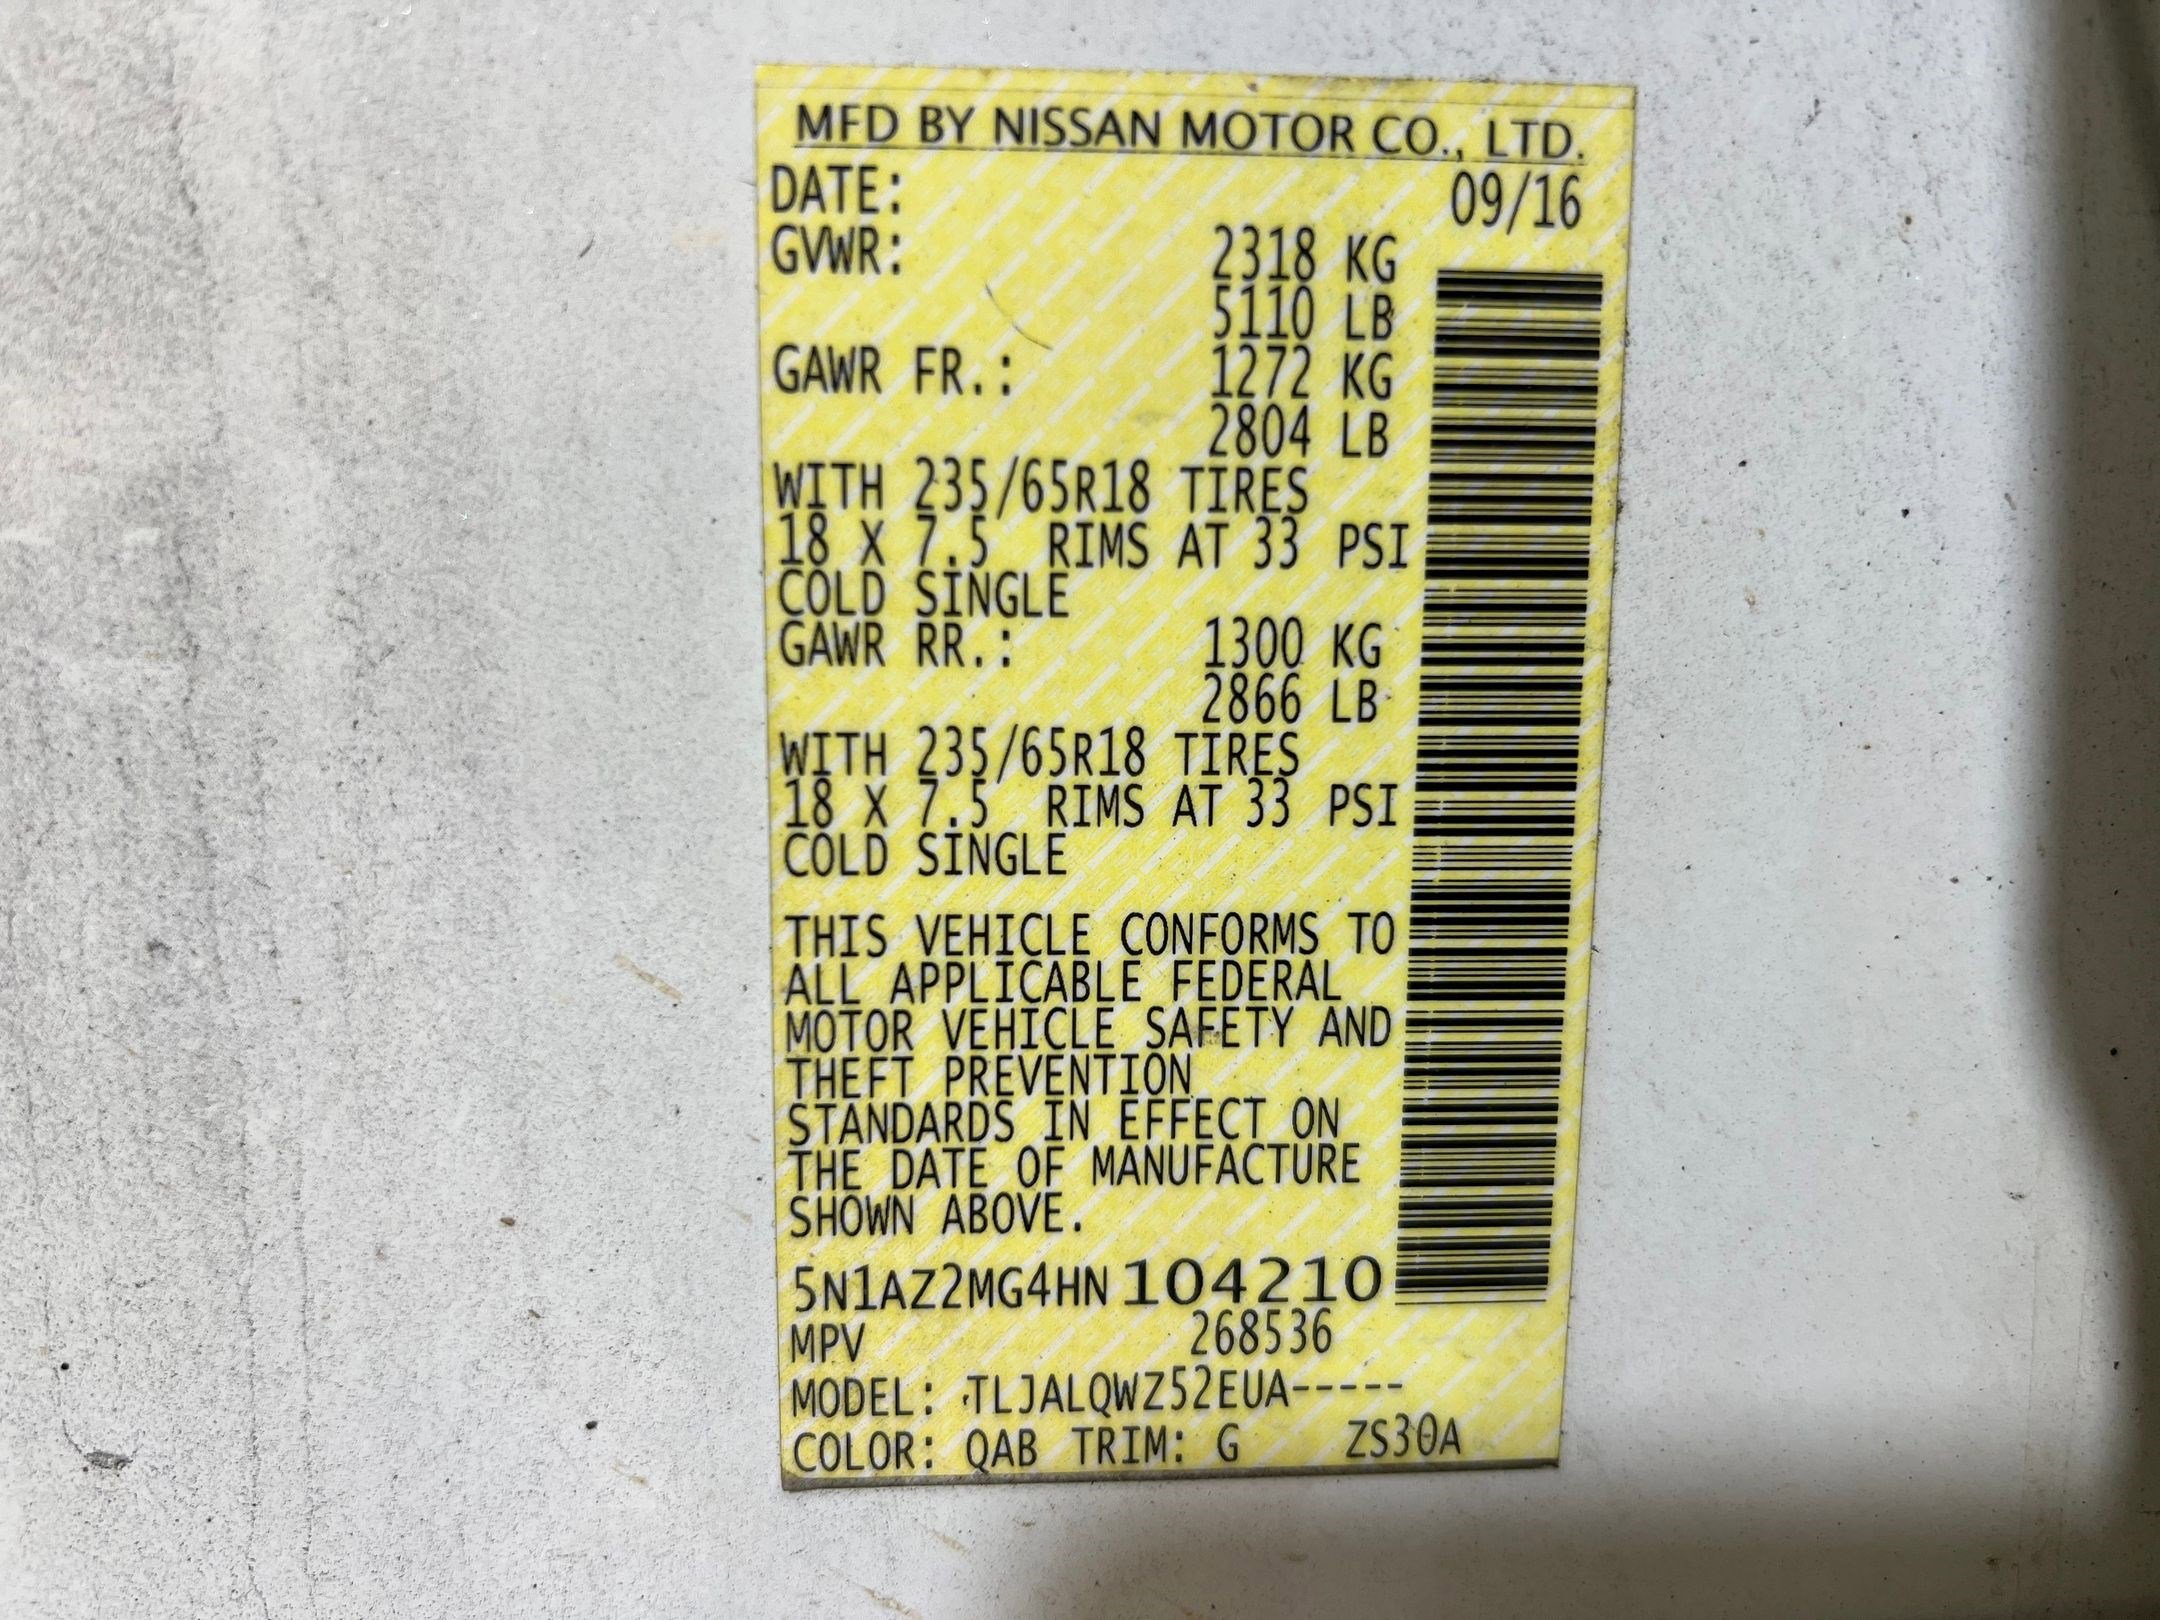 MFD BY NISSAN MOTOR CO., LTD.
DATE: 09/16
GVWR: 2318 KG
5110 LB
GAWR FR.: 1272 KG
2804 LB
WITH 235/65R18 TIRES
18 X 7.5 RIMS AT 33 PSI
COLD SINGLE
GAWR RR.: 1300 KG
2866 LB
WITH 235/65R18 TIRES
18 X 7.5 RIMS AT 33 PSI
COLD SINGLE
THIS VEHICLE CONFORMS TO
ALL APPLICABLE FEDERAL
MOTOR VEHICLE SAFETY AND
THEFT PREVENTION
STANDARDS IN EFFECT ON
THE DATE OF MANUFACTURE
SHOWN ABOVE.
5N1AZ2MG4HN104210
MPV 268536
MODEL: TLJALQWZ52EUA-----
COLOR: QAB TRIM: G ZS30A